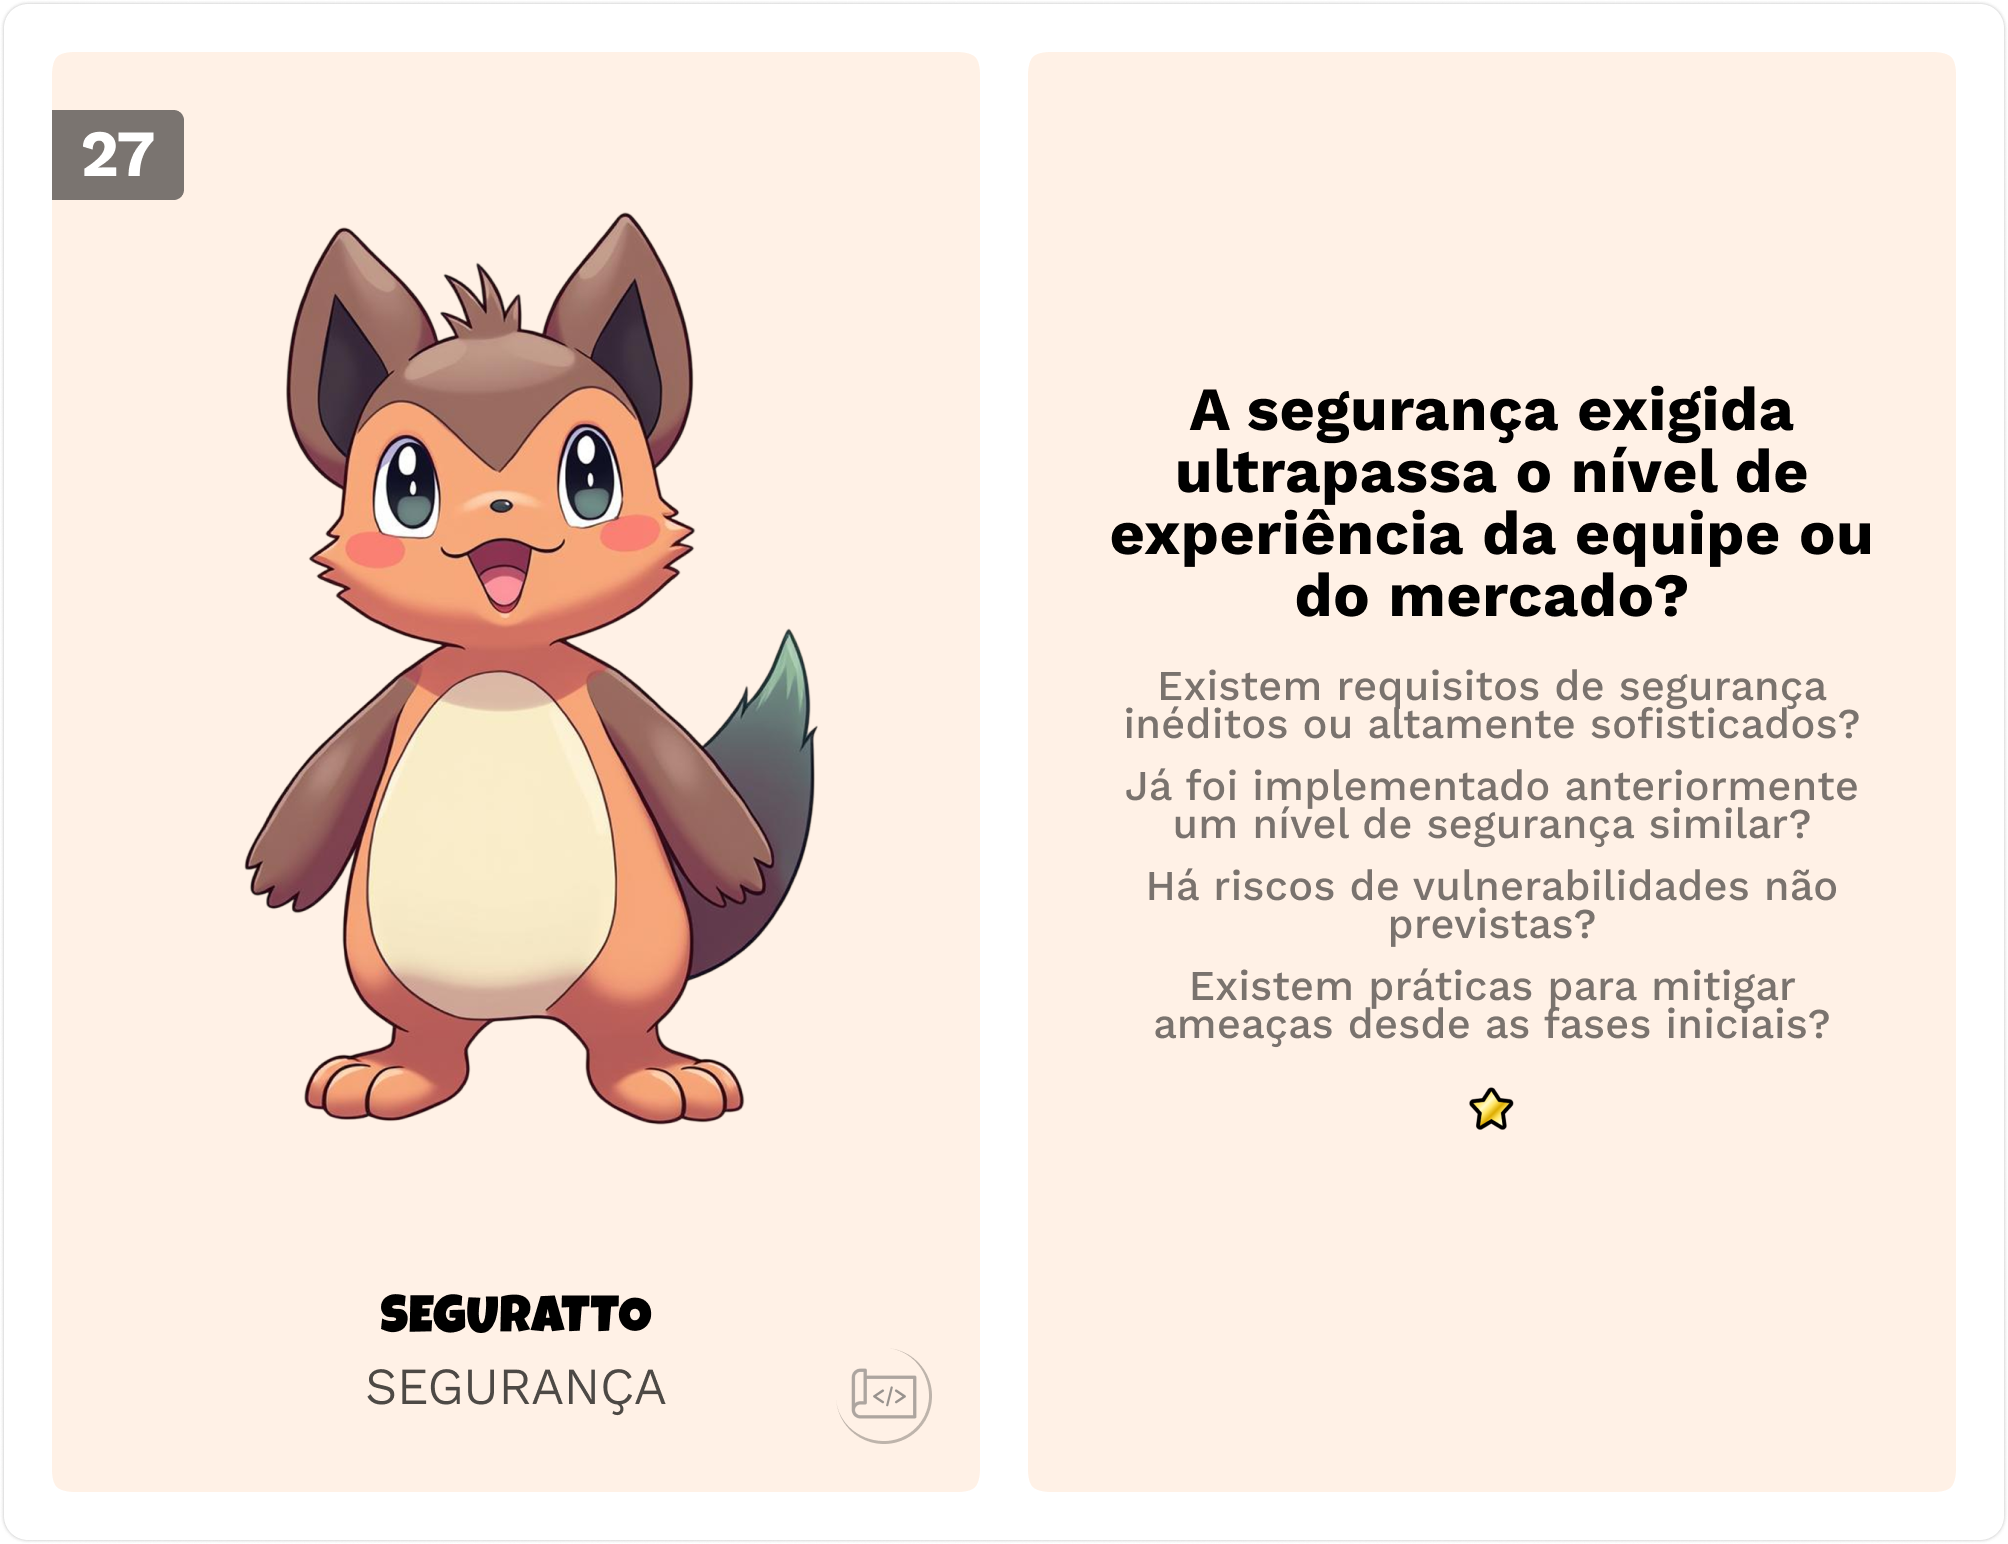 27
SEGURATTO
SEGURANÇA
</>
A segurança exigida
ultrapassa o nível de
experiência da equipe ou
do mercado?
Existem requisitos de segurança
inéditos ou altamente sofisticados?
Já foi implementado anteriormente
um nível de segurança similar?
Há riscos de vulnerabilidades não
previstas?
Existem práticas para mitigar
ameaças desde as fases iniciais?